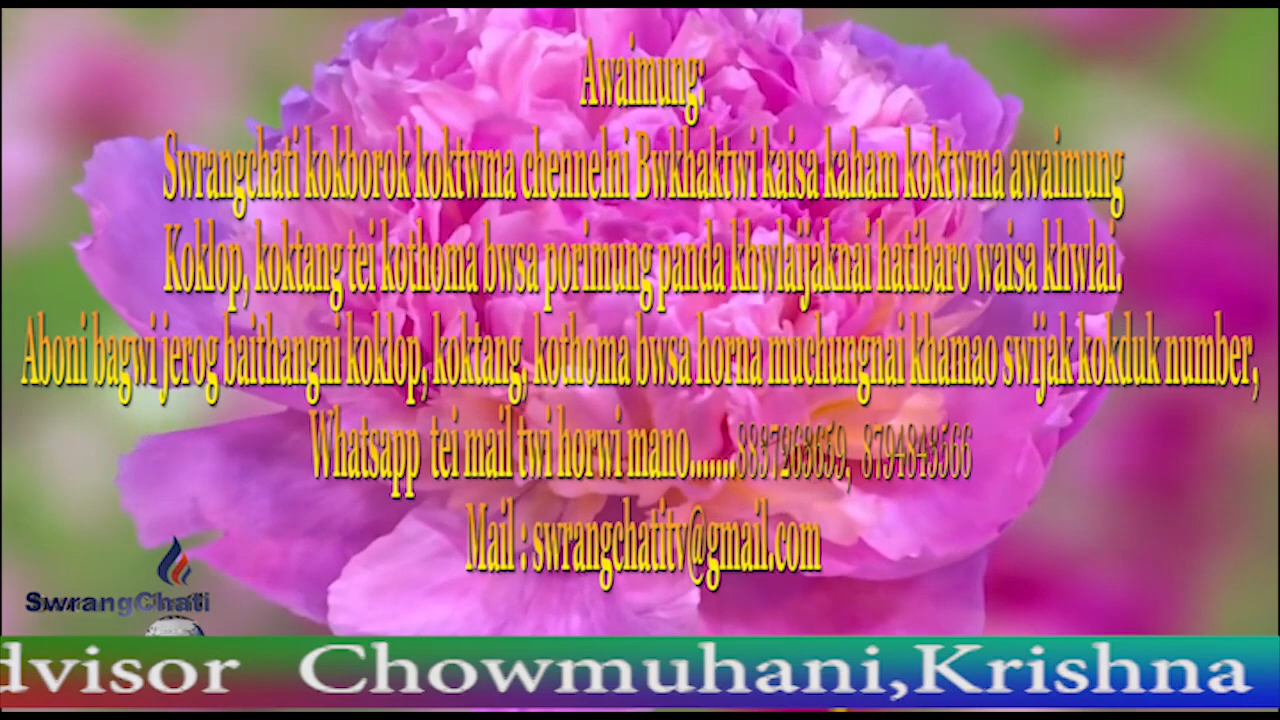 Awaimung:
Swrangchati kokborok koktwma chennelni Bwkhaktwi kaisa kaham koktwma awaimung
Koklop, koktang tei kothoma bwsa porimung panda khwlaijaknai hatibaro waisa khwlai.
Aboni bagwi jerog baithangni koklop, koktang, kothoma bwsa horna muchungnai khamao swijak kokduk number,
Whatsapp tei mail twi horwi mano.......8837263659, 8794843566
Mail : swrangchatitv@gmail.com
SwrangChati
dvisor Chowmuhani,Krishna